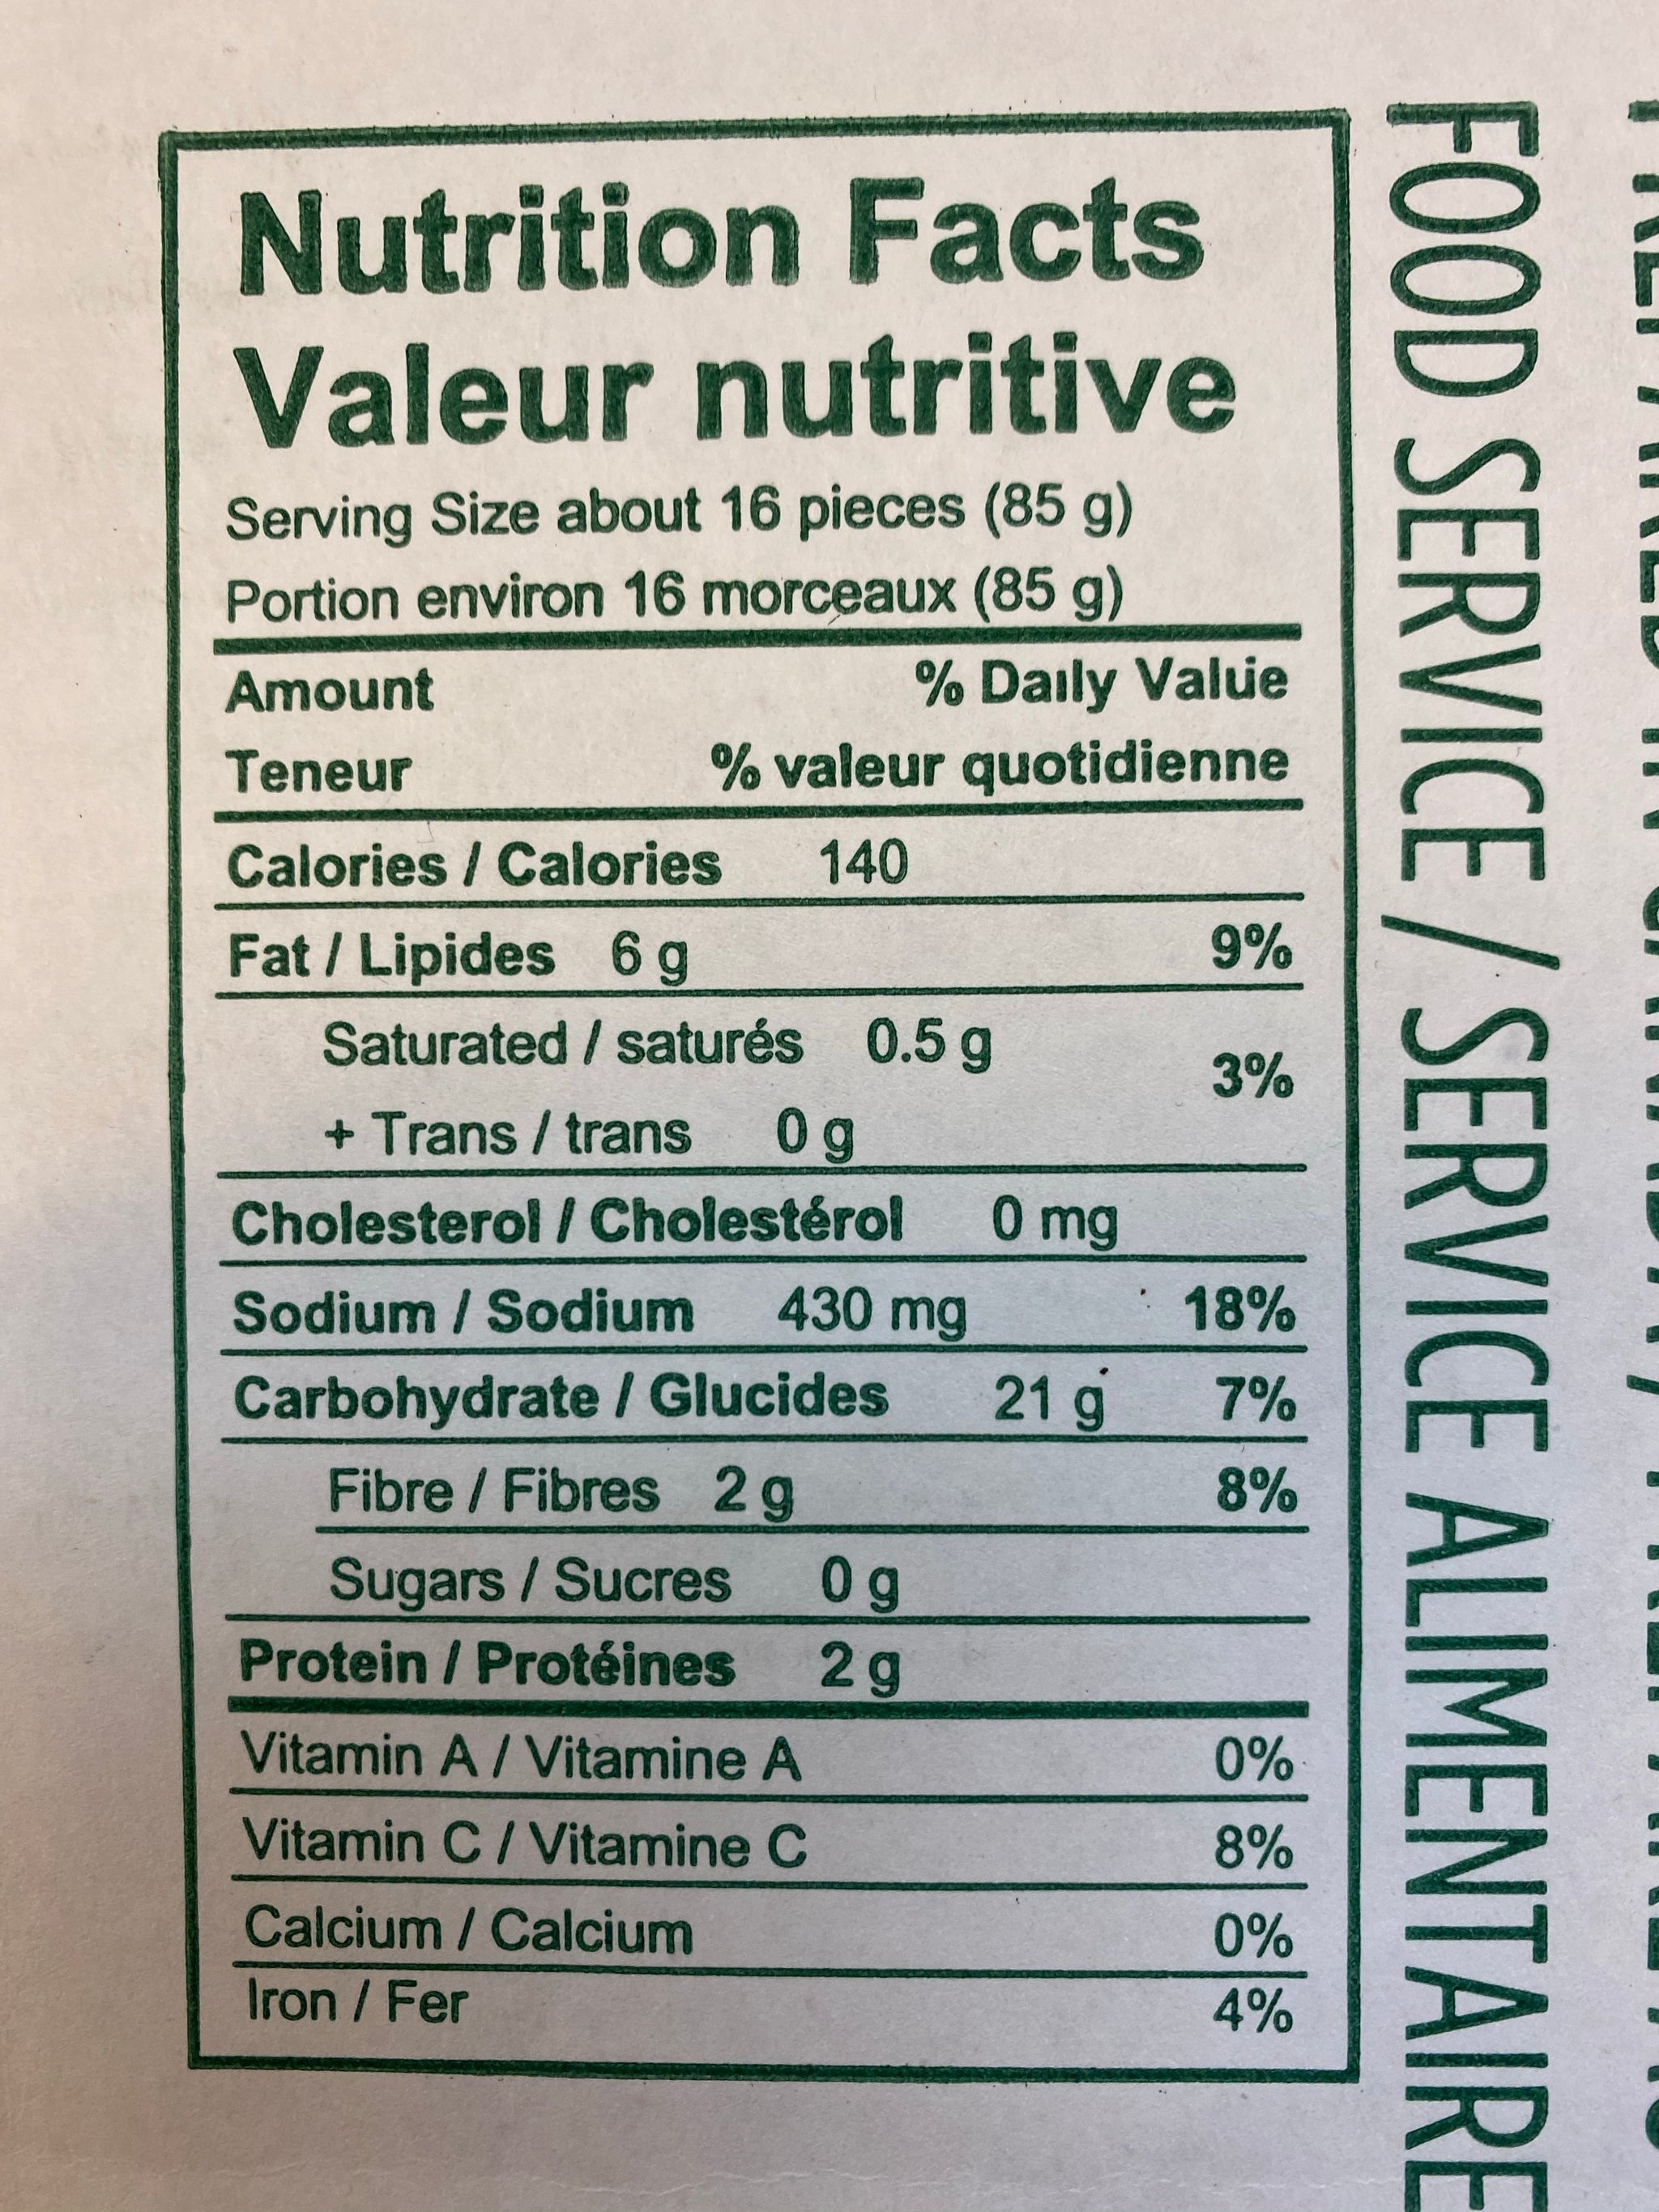 Nutrition Facts
Valeur nutritive
Serving Size about 16 pieces (85 g)
Portion environ 16 morceaux (85 g)
Amount % Daily Value
Teneur % valeur quotidienne
Calories / Calories 140
Fat / Lipides 6 g 9%
Saturated / saturés 0.5 g
3%
+ Trans / trans 0 g
Cholesterol / Cholestérol 0 mg
Sodium / Sodium 430 mg 18%
Carbohydrate / Glucides 21 g 7%
Fibre / Fibres 2 g 8%
Sugars / Sucres 0 g
Protein / Protéines 2 g
Vitamin A / Vitamine A 0%
Vitamin C / Vitamine C 8%
Calcium / Calcium 0%
Iron / Fer 4%
FOOD SERVICE / SERVICE ALIMENTAIRE